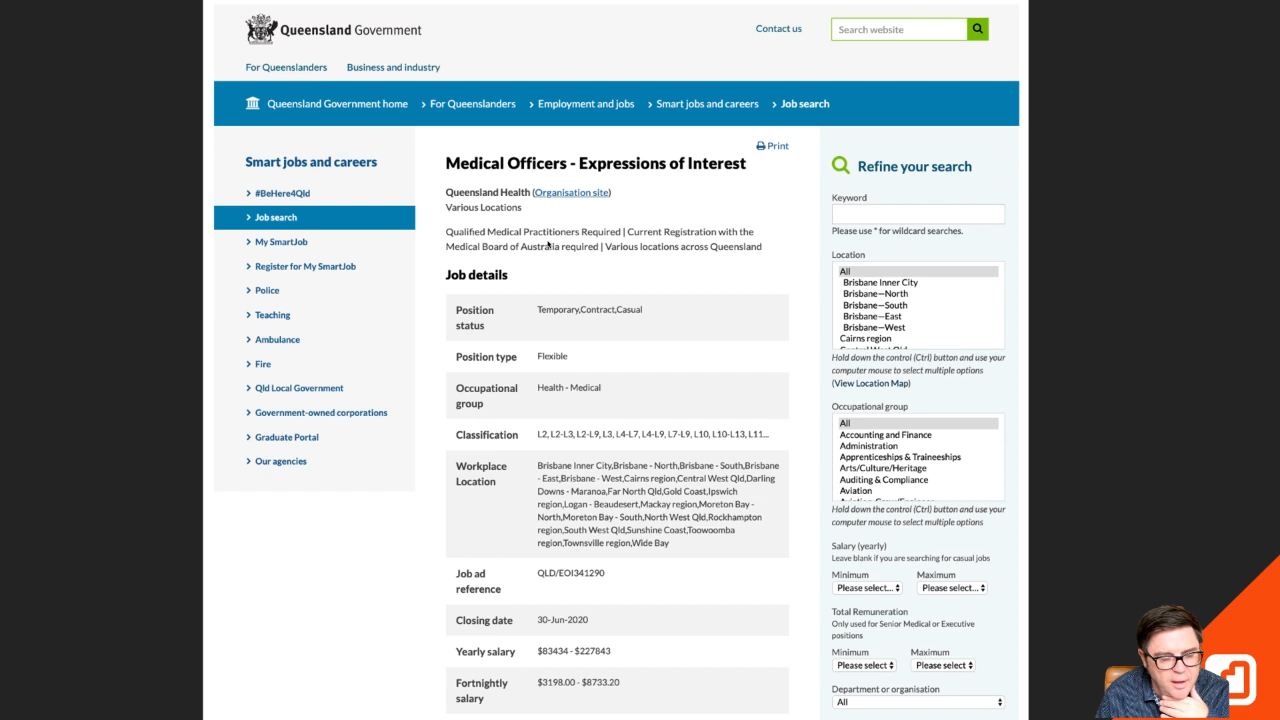 Queensland Government
Contact us
Search website
For Queenslanders
Business and industry
Queensland Government home
For Queenslanders
Employment and jobs
Smart jobs and careers
Job search
Smart jobs and careers
#BeHere4Qld
Job search
My SmartJob
Register for My SmartJob
Police
Teaching
Ambulance
Fire
Qld Local Government
Government-owned corporations
Graduate Portal
Our agencies
Print
Medical Officers - Expressions of Interest
Queensland Health (Organisation site)
Various Locations
Qualified Medical Practitioners Required | Current Registration with the
Medical Board of Australia required | Various locations across Queensland
Job details
Position
status
Temporary,Contract,Casual
Position type
Flexible
Occupational
group
Health - Medical
Classification
L2, L2-L3, L2-L9, L3, L4-L7, L4-L9, L7-L9, L10, L10-L13, L11...
Workplace
Location
Brisbane Inner City,Brisbane - North,Brisbane - South,Brisbane
- East,Brisbane - West,Cairns region,Central West Qld,Darling
Downs - Maranoa,Far North Qld,Gold Coast,Ipswich
region,Logan - Beaudesert,Mackay region,Moreton Bay -
North,Moreton Bay - South,North West Qld,Rockhampton
region,South West Qld,Sunshine Coast,Toowoomba
region,Townsville region,Wide Bay
Job ad
reference
QLD/EOI341290
Closing date
30-Jun-2020
Yearly salary
$83434 - $227843
Fortnightly
salary
$3198.00 - $8733.20
Refine your search
Keyword
Please use * for wildcard searches.
Location
All
Brisbane Inner City
Brisbane—North
Brisbane—South
Brisbane—East
Brisbane—West
Cairns region
Central West Qld
Hold down the control (Ctrl) button and use your
computer mouse to select multiple options
(View Location Map)
Occupational group
All
Accounting and Finance
Administration
Apprenticeships & Traineeships
Arts/Culture/Heritage
Auditing & Compliance
Aviation
Hold down the control (Ctrl) button and use your
computer mouse to select multiple options
Salary (yearly)
Leave blank if you are searching for casual jobs
Minimum
Maximum
Please select...
Please select...
Total Remuneration
Only used for Senior Medical or Executive
positions
Minimum
Maximum
Please select
Please select
Department or organisation
All